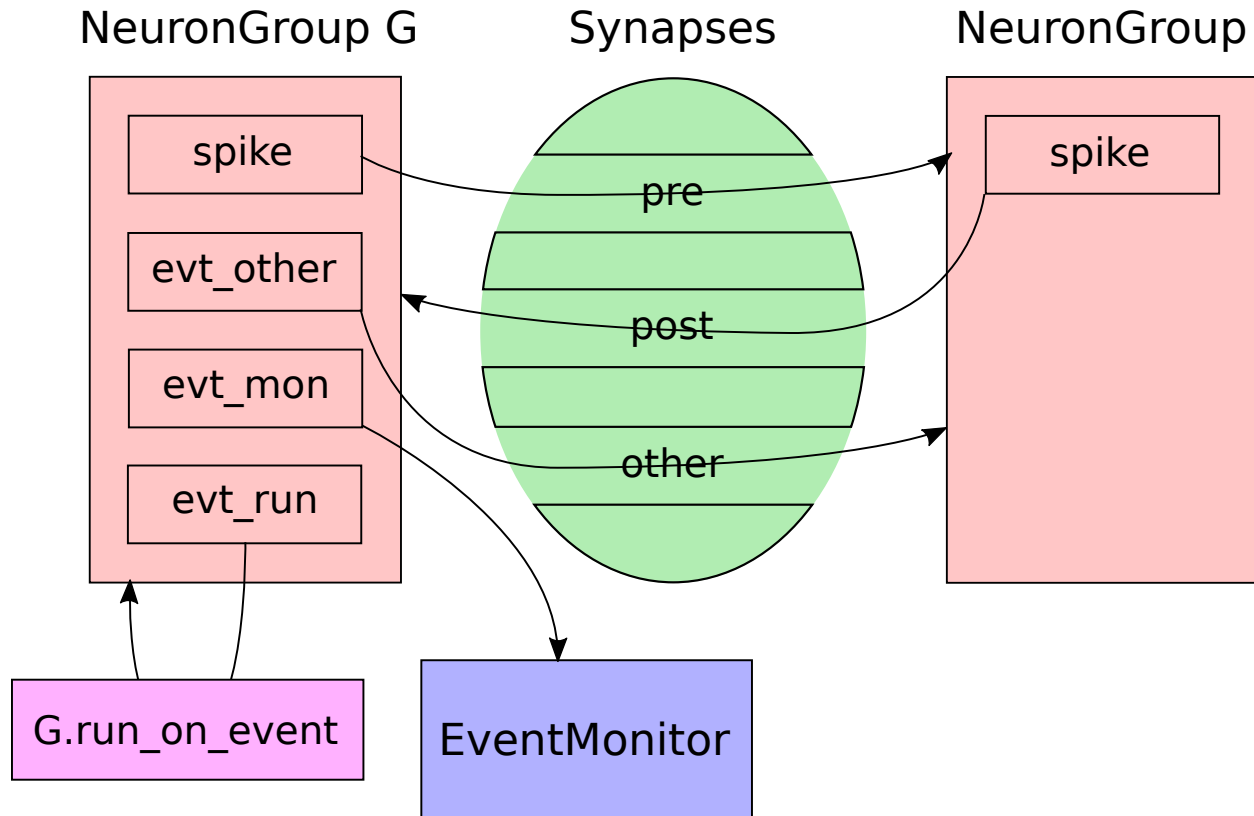 NeuronGroup G
Synapses
NeuronGroup
spike
pre
spike
evt_other
post
evt_mon
other
evt_run
G.run_on_event
EventMonitor